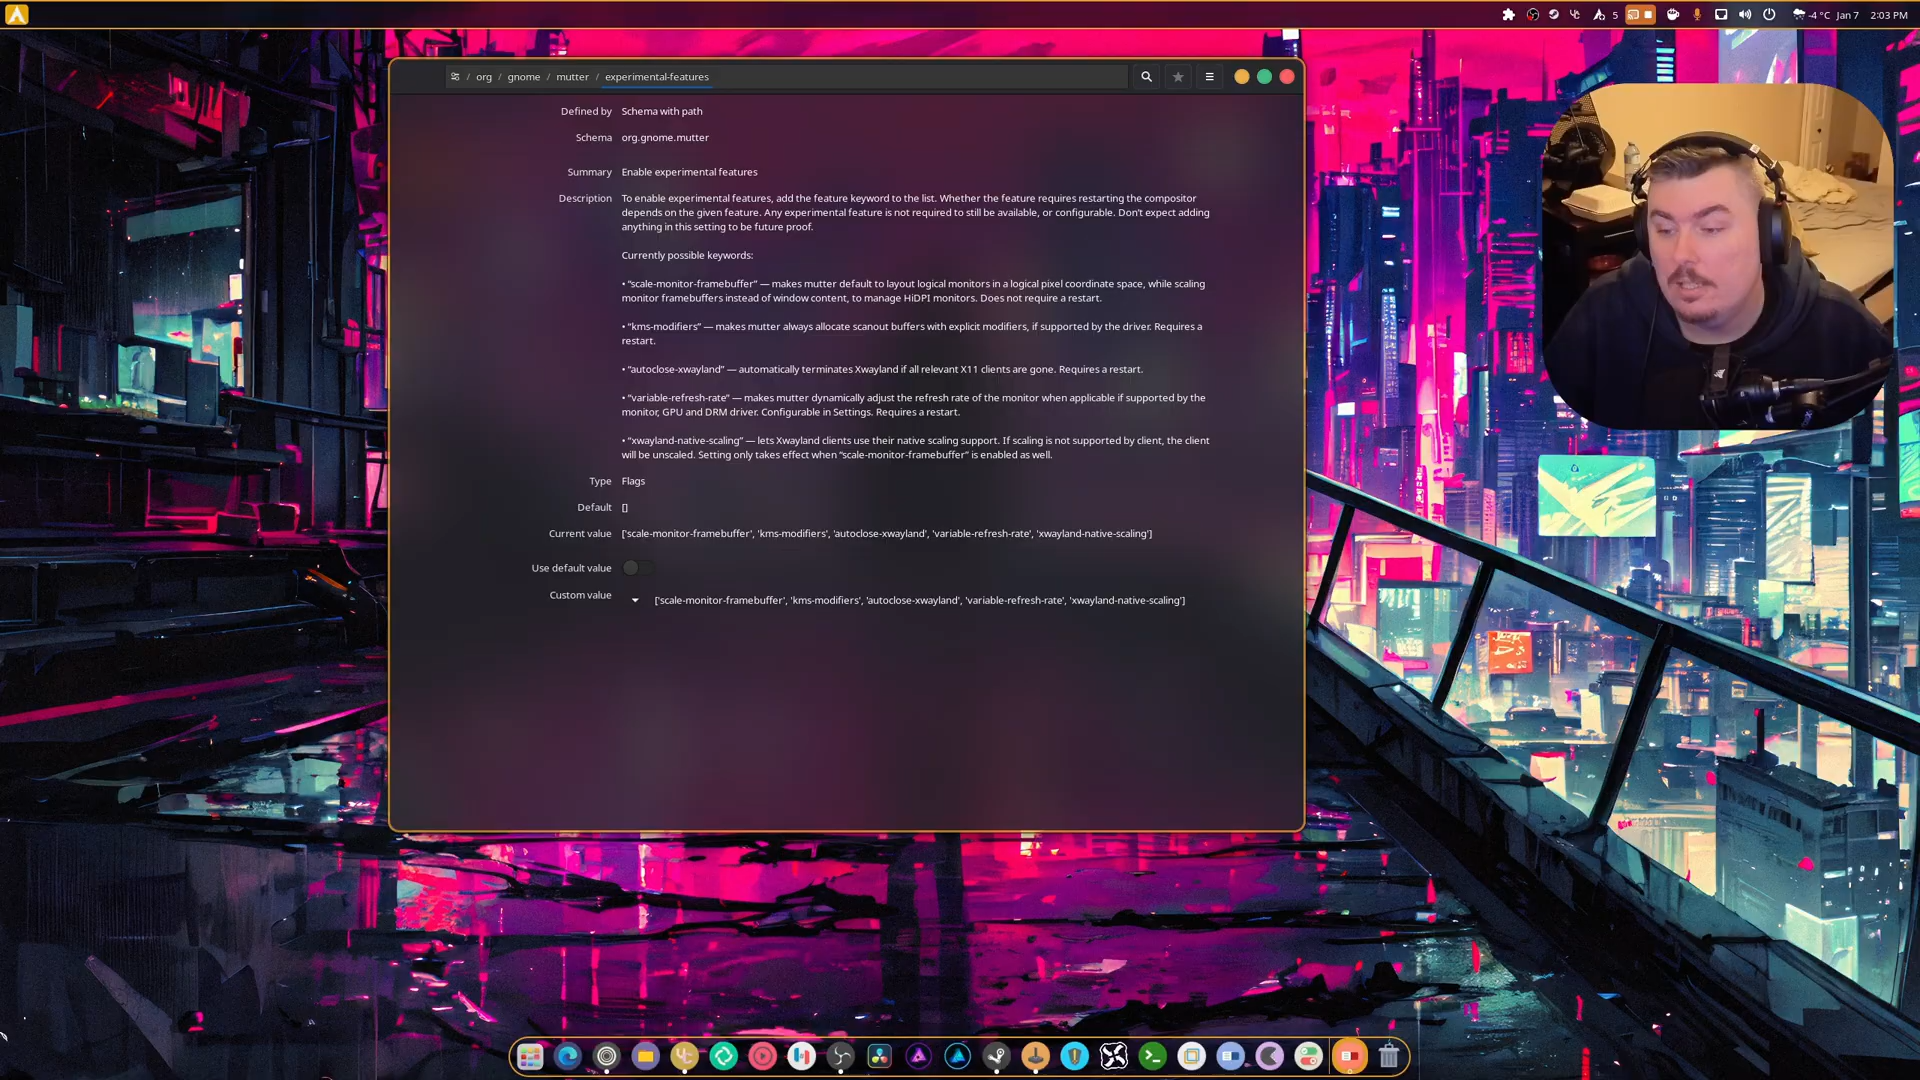 5 -4 °C Jan 7 2:03 PM
/ org / gnome / mutter / experimental-features
Defined by Schema with path
Schema org.gnome.mutter
Summary Enable experimental features
Description To enable experimental features, add the feature keyword to the list. Whether the feature requires restarting the compositor
depends on the given feature. Any experimental feature is not required to still be available, or configurable. Don't expect adding
anything in this setting to be future proof.
Currently possible keywords:
• “scale-monitor-framebuffer” — makes mutter default to layout logical monitors in a logical pixel coordinate space, while scaling
monitor framebuffers instead of window content, to manage HiDPI monitors. Does not require a restart.
• “kms-modifiers” — makes mutter always allocate scanout buffers with explicit modifiers, if supported by the driver. Requires a
restart.
• “autoclose-xwayland” — automatically terminates Xwayland if all relevant X11 clients are gone. Requires a restart.
• “variable-refresh-rate” — makes mutter dynamically adjust the refresh rate of the monitor when applicable if supported by the
monitor, GPU and DRM driver. Configurable in Settings. Requires a restart.
• “xwayland-native-scaling” — lets Xwayland clients use their native scaling support. If scaling is not supported by client, the client
will be unscaled. Setting only takes effect when “scale-monitor-framebuffer” is enabled as well.
Type Flags
Default []
Current value ['scale-monitor-framebuffer', 'kms-modifiers', 'autoclose-xwayland', 'variable-refresh-rate', 'xwayland-native-scaling']
Use default value
Custom value ['scale-monitor-framebuffer', 'kms-modifiers', 'autoclose-xwayland', 'variable-refresh-rate', 'xwayland-native-scaling']